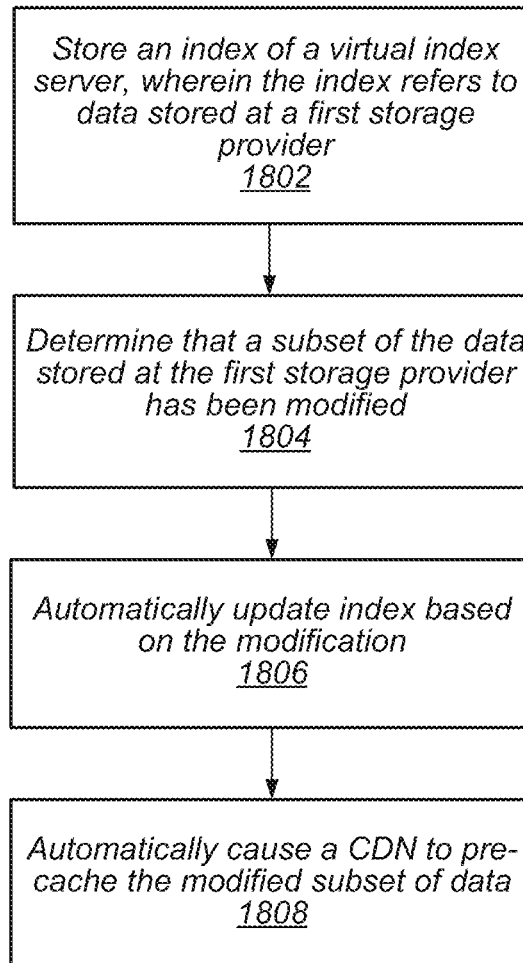 Store an index of a virtual index
server, wherein the index refers to
data stored at a first storage
provider
1802
Determine that a subset of the data
stored at the first storage provider
has been modified
1804
Automatically update index based
on the modification
1806
Automatically cause a CDN to pre-
cache the modified subset of data
1808